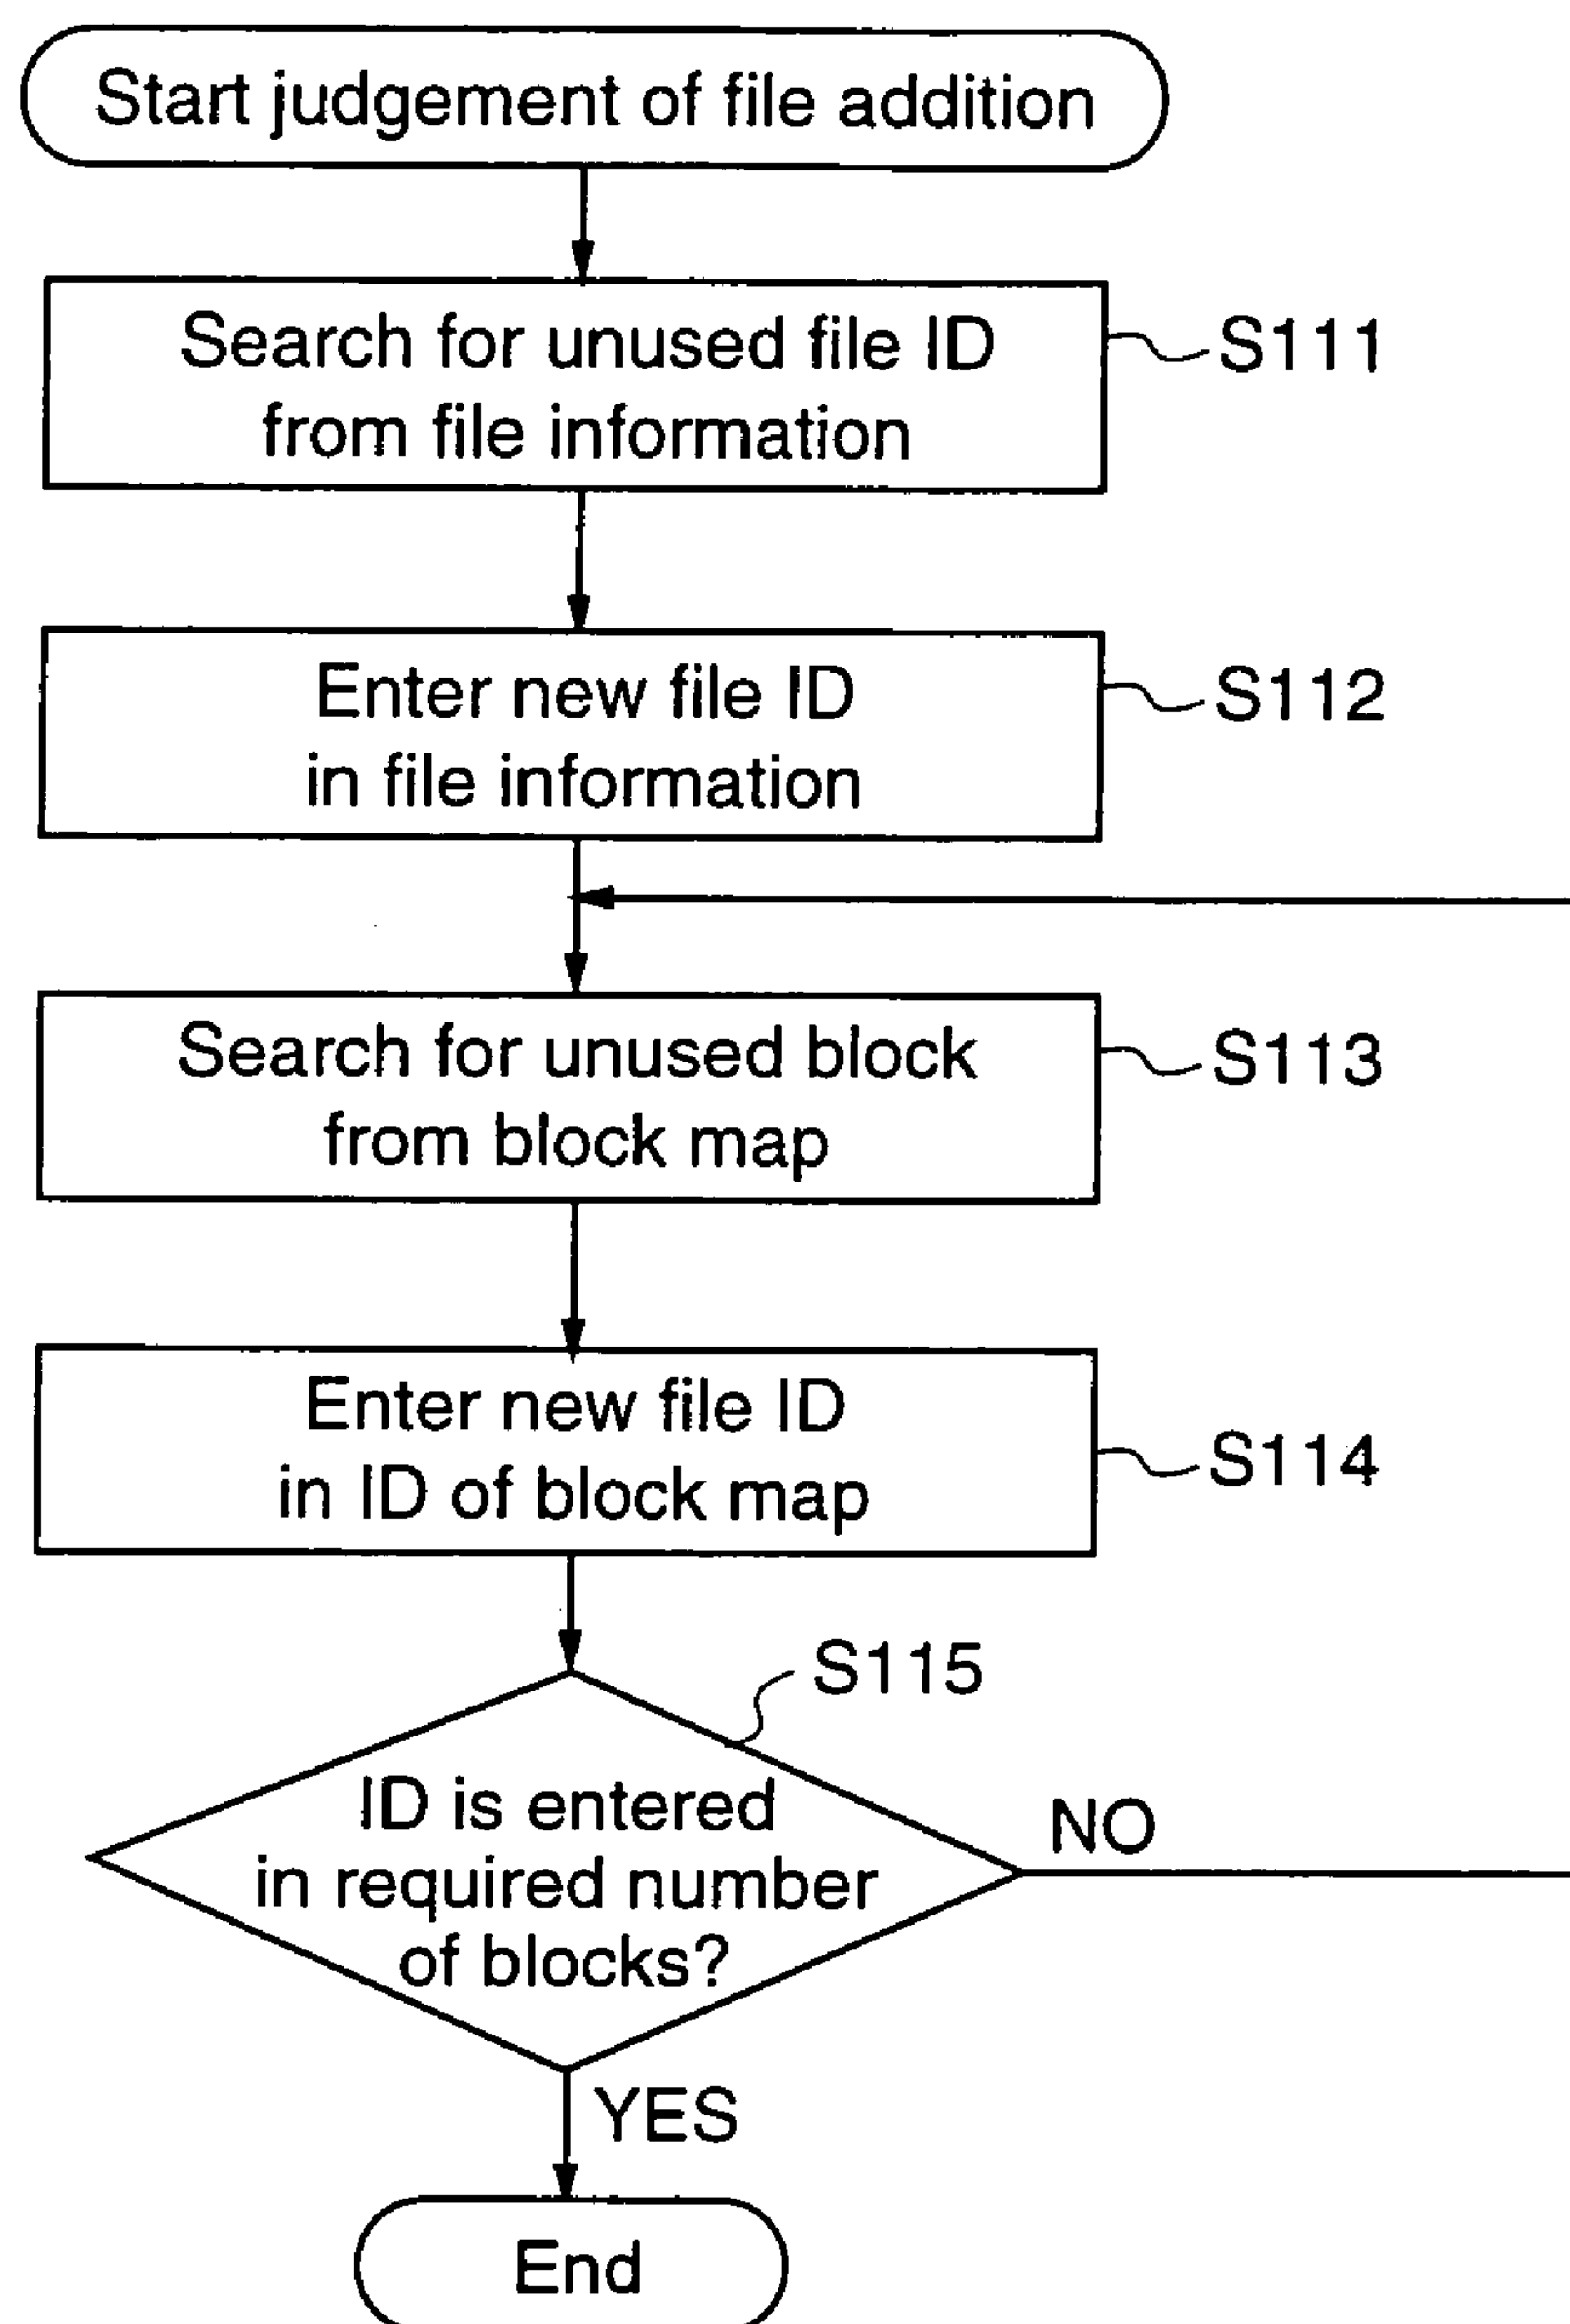 Start judgement of file addition
Search for unused file ID
from file information
S111
Enter new file ID
in file information
S112
Search for unused block
from block map
S113
Enter new file ID
in ID of block map
S114
S115
ID is entered
in required number
of blocks?
NO
YES
End